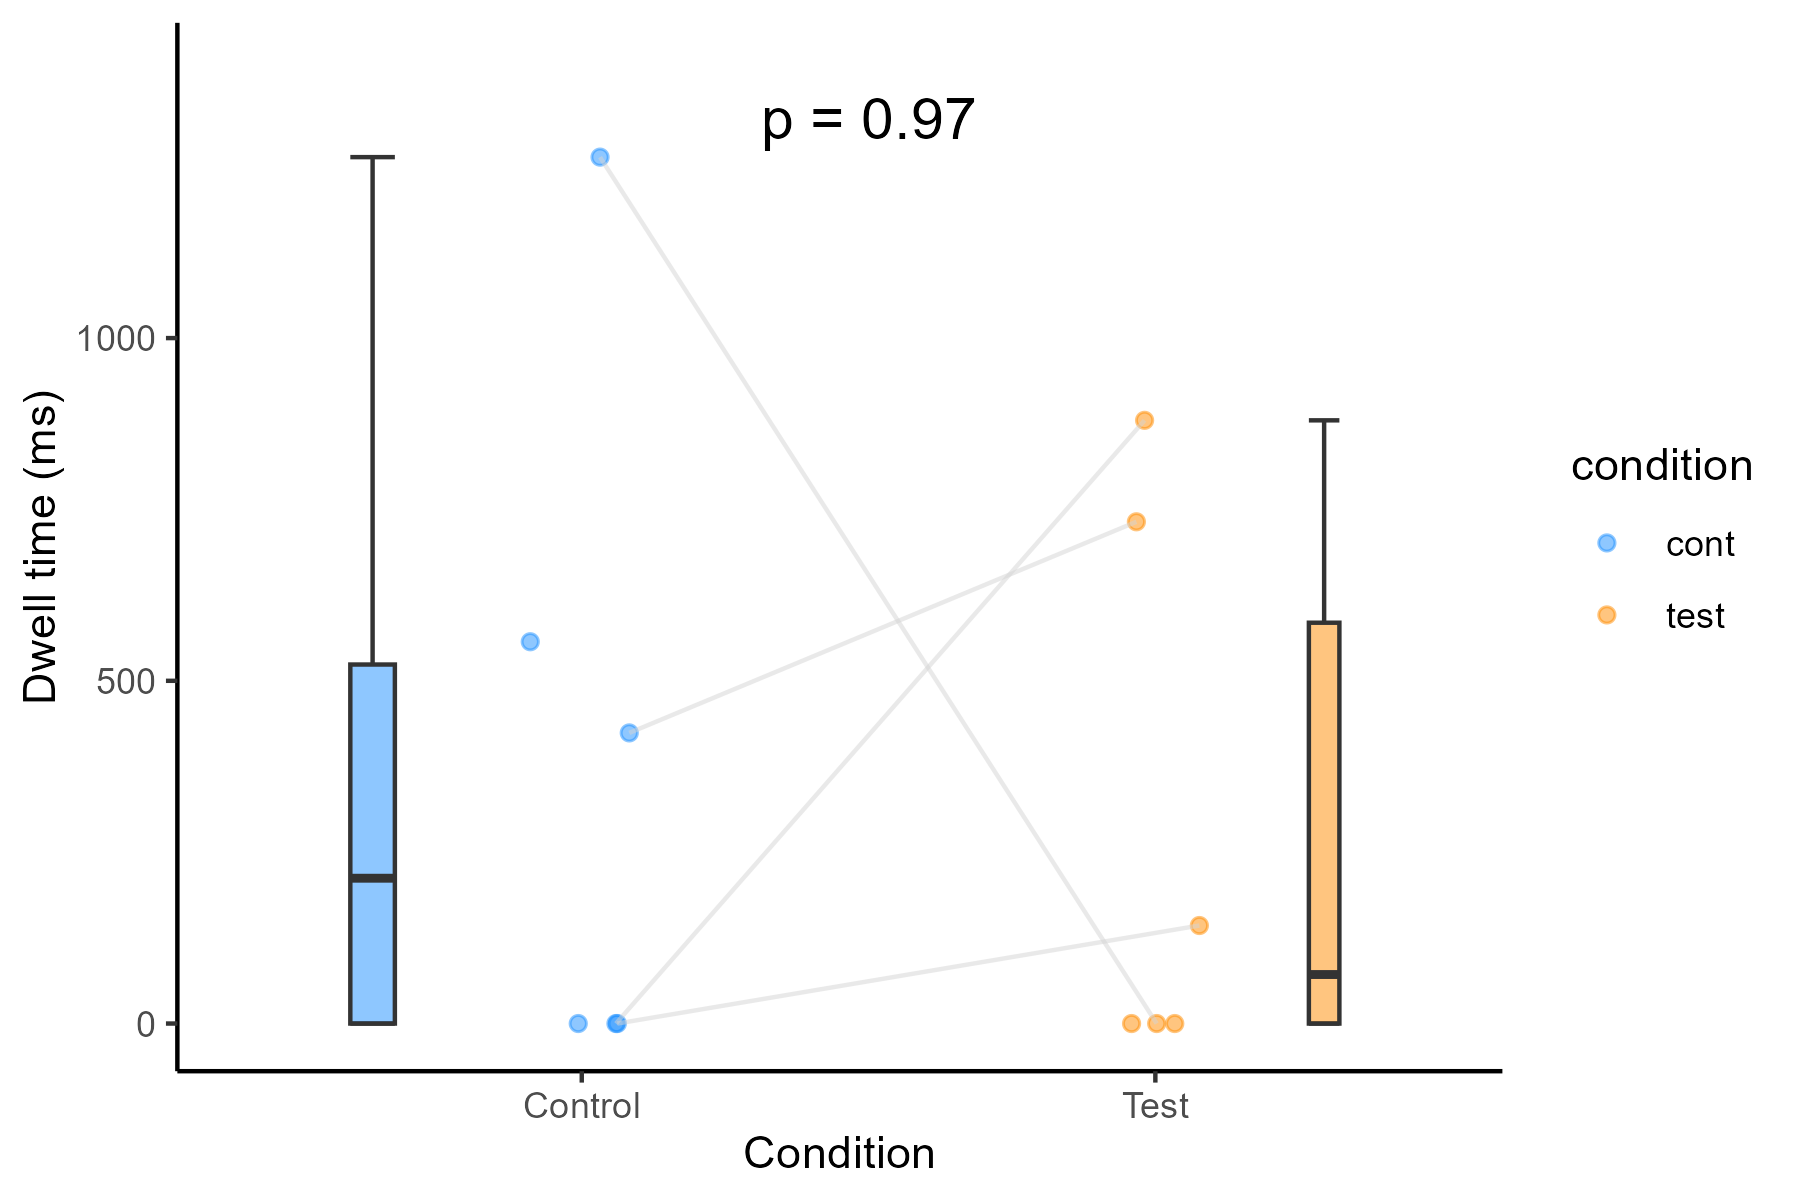 p = 0.97
1000
500
0
Dwell time (ms)
Control
Test
Condition
condition
cont
test